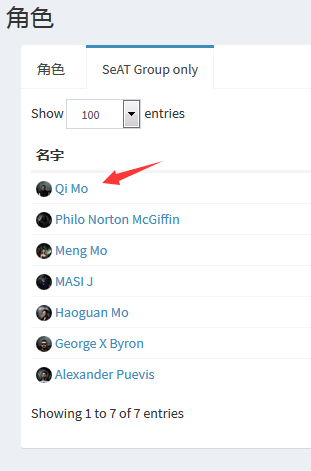 角色
角色 SeAT Group only
Show 100 entries
名字
Qi Mo
Philo Norton McGiffin
Meng Mo
MASI J
Haoguan Mo
George X Byron
Alexander Puevis
Showing 1 to 7 of 7 entries